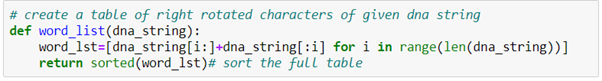 # create a table of right rotated characters of given dna string
def word_list(dna_string):
    word_lst=[dna_string[i:]+dna_string[:i] for i in range(len(dna_string))]
    return sorted(word_lst)# sort the full table